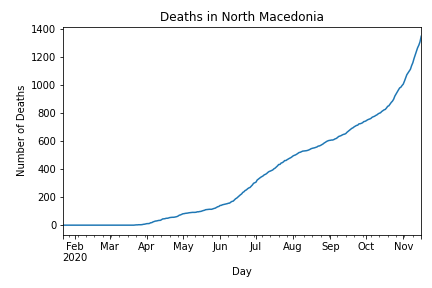 Deaths in North Macedonia
1400
1200
1000
800
600
400
200
0
Number of Deaths
Feb Mar Apr May Jun Jul Aug Sep Oct Nov
2020
Day